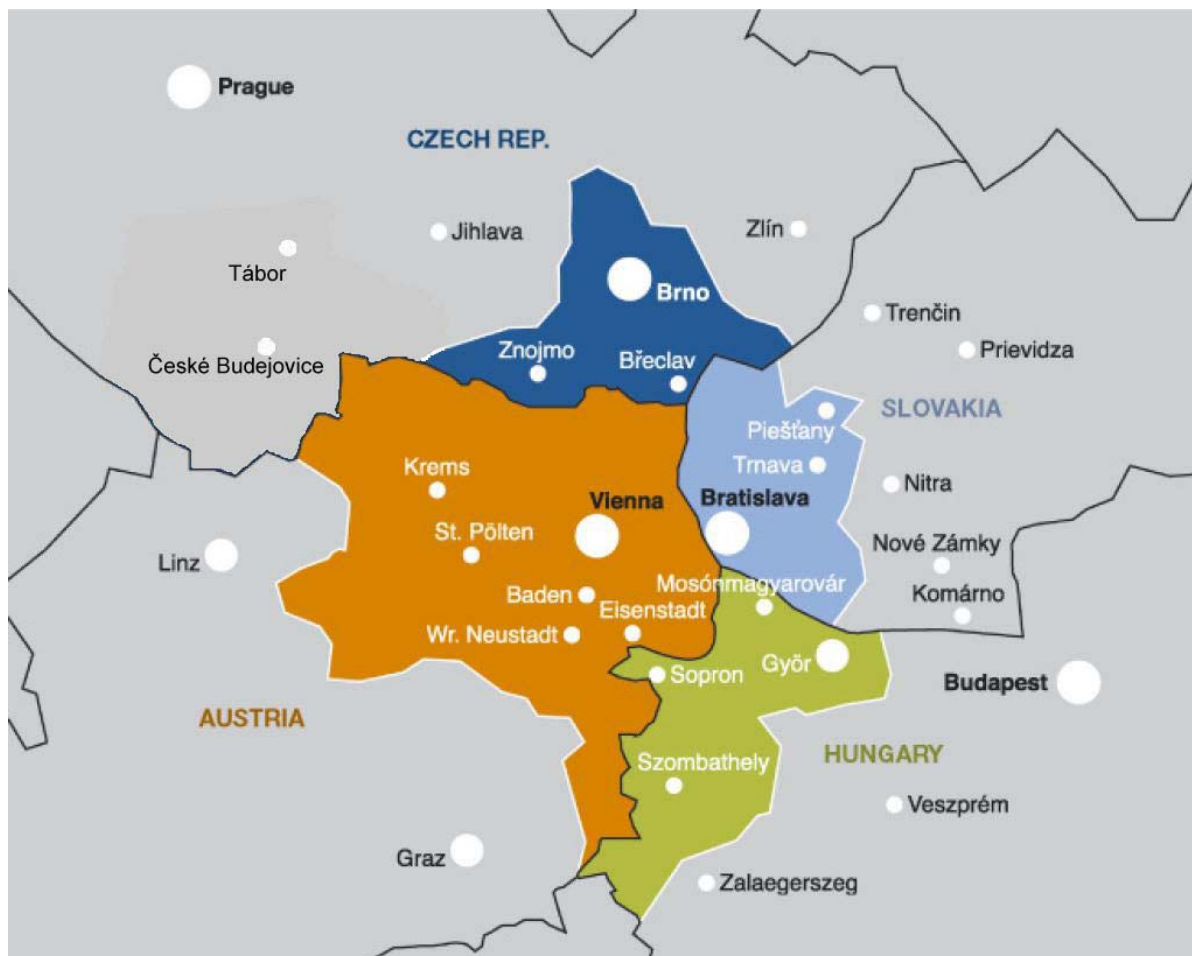 Prague
CZECH REP.
Jihlava
Zlín
Tábor
Brno
Trenčin
Znojmo
Břeclav
Prievidza
České Budejovice
SLOVAKIA
Piešťany
Krems
Trnava
Nitra
Vienna
Bratislava
St. Pölten
Linz
Nové Zámky
Mosónmagyarovár
Baden
Eisenstadt
Komárno
Wr. Neustadt
Győr
Sopron
Budapest
AUSTRIA
HUNGARY
Szombathely
Veszprém
Graz
Zalaegerszeg